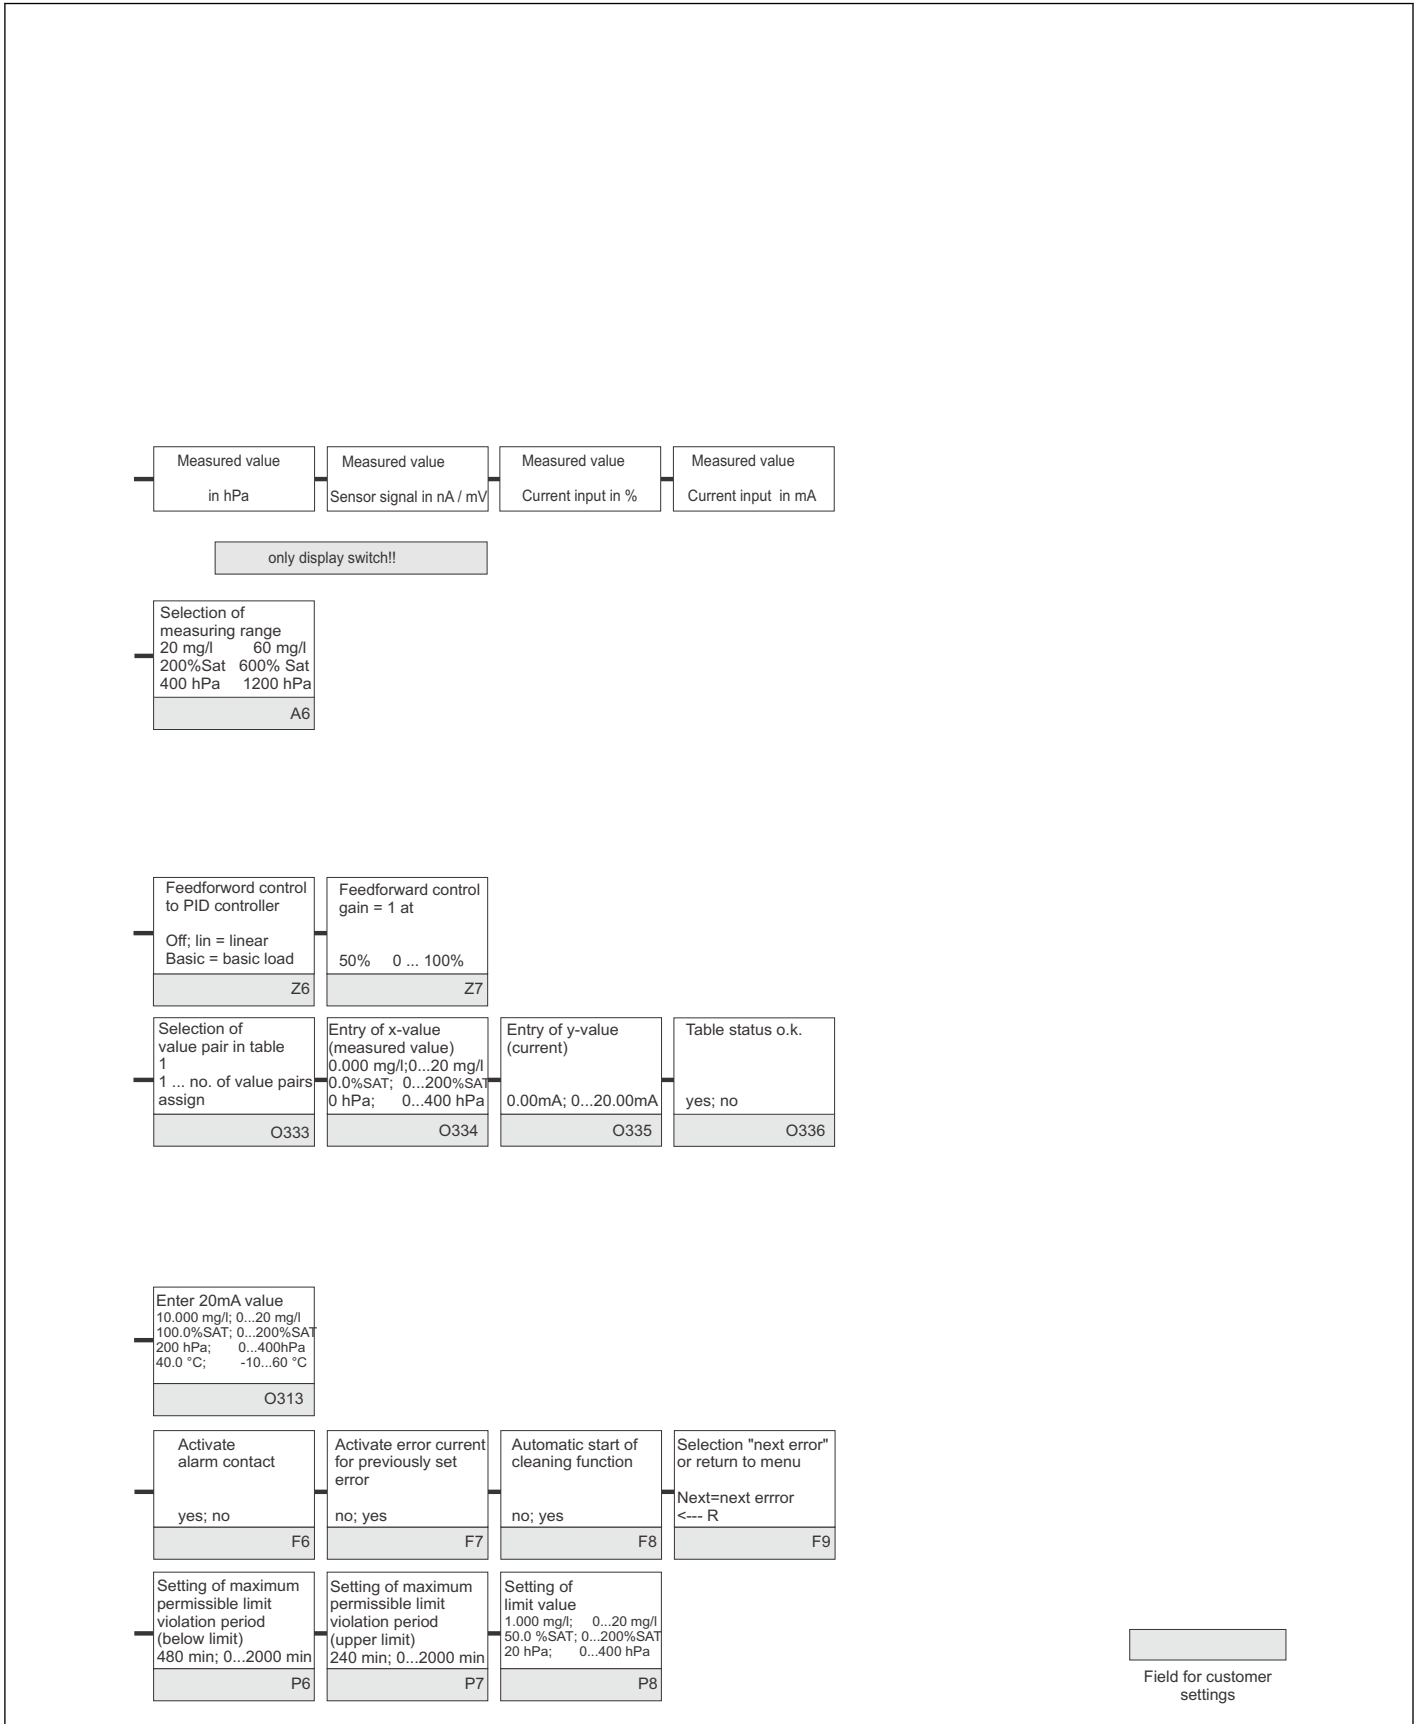 Measured value
in hPa
Measured value
Sensor signal in nA / mV
Measured value
Current input in %
Measured value
Current input  in mA
only display switch!!
Selection of
measuring range
20 mg/l 60 mg/l
200%Sat 600% Sat
400 hPa 1200 hPa
A6
Feedforword control
to PID controller
Off; lin = linear
Basic = basic load
Z6
Feedforward control
gain = 1 at
50% 0 ... 100%
Z7
Selection of
value pair in table
1
1 ... no. of value pairs
assign
O333
Entry of x-value
(measured value)
0.000 mg/l;0...20 mg/l
0.0%SAT; 0...200%SAT
0 hPa; 0...400 hPa
O334
Entry of y-value
(current)
0.00mA; 0...20.00mA
O335
Table status o.k.
yes; no
O336
Enter 20mA value
10.000 mg/l; 0...20 mg/l
100.0%SAT; 0...200%SAT
200 hPa; 0...400hPa
40.0 °C; -10...60 °C
O313
Activate
alarm contact
yes; no
F6
Activate error current
for previously set
error
no; yes
F7
Automatic start of
cleaning function
no; yes
F8
Selection "next error"
or return to menu
Next=next errror
<--- R
F9
Setting of maximum
permissible limit
violation period
(below limit)
480 min; 0...2000 min
P6
Setting of maximum
permissible limit
violation period
(upper limit)
240 min; 0...2000 min
P7
Setting of
limit value
1.000 mg/l; 0...20 mg/l
50.0 %SAT; 0...200%SAT
20 hPa; 0...400 hPa
P8
Field for customer
settings